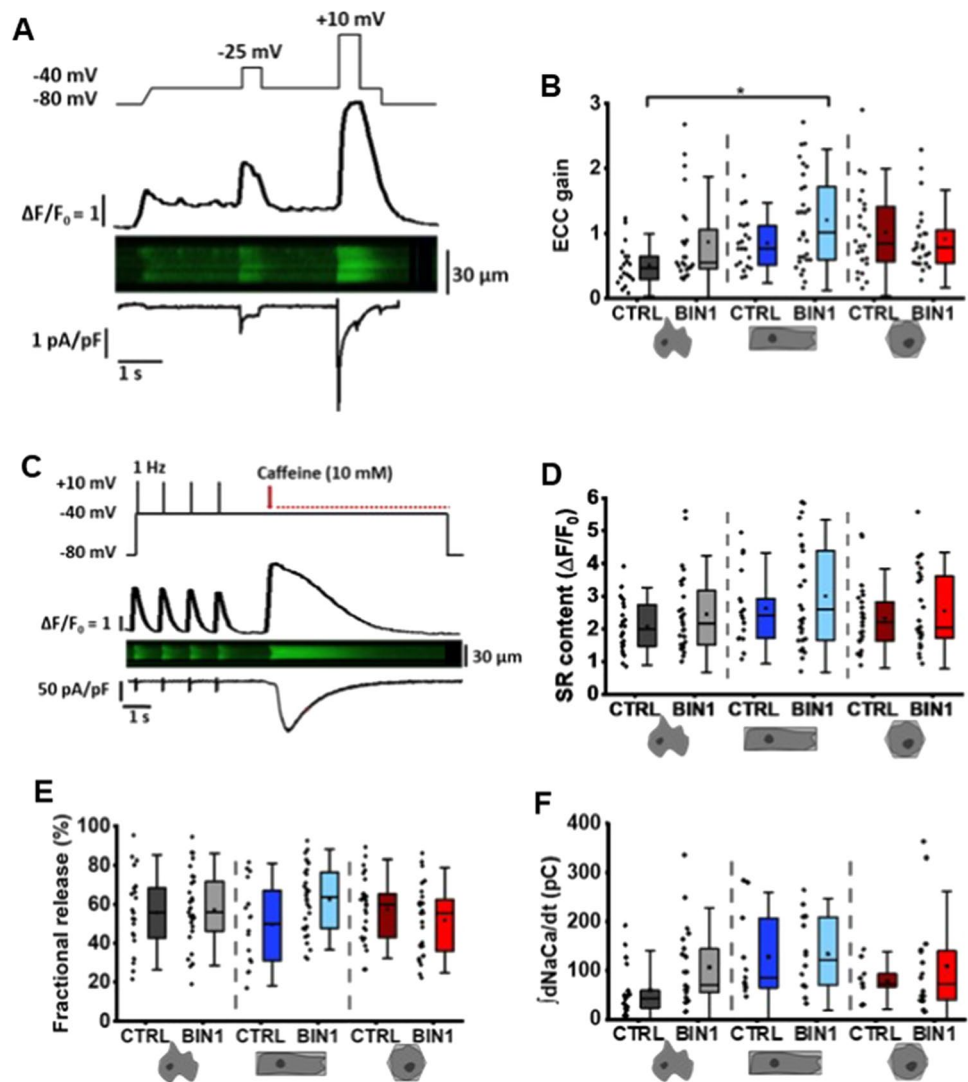 A
+10 mV
-25 mV
-40 mV
-80 mV
ΔF/F₀ = 1
30 µm
1 pA/pF
1 s
B
*
ECC gain
3
2
1
0
CTRL BIN1 CTRL BIN1 CTRL BIN1
C
1 Hz
Caffeine (10 mM)
+10 mV
-40 mV
-80 mV
ΔF/F₀ = 1
30 µm
50 pA/pF
1 s
D
SR content (ΔF/F₀)
6
5
4
3
2
1
0
CTRL BIN1 CTRL BIN1 CTRL BIN1
E
Fractional release (%)
100
80
60
40
20
0
CTRL BIN1 CTRL BIN1 CTRL BIN1
F
∫dNaCa/dt (pC)
400
300
200
100
0
CTRL BIN1 CTRL BIN1 CTRL BIN1